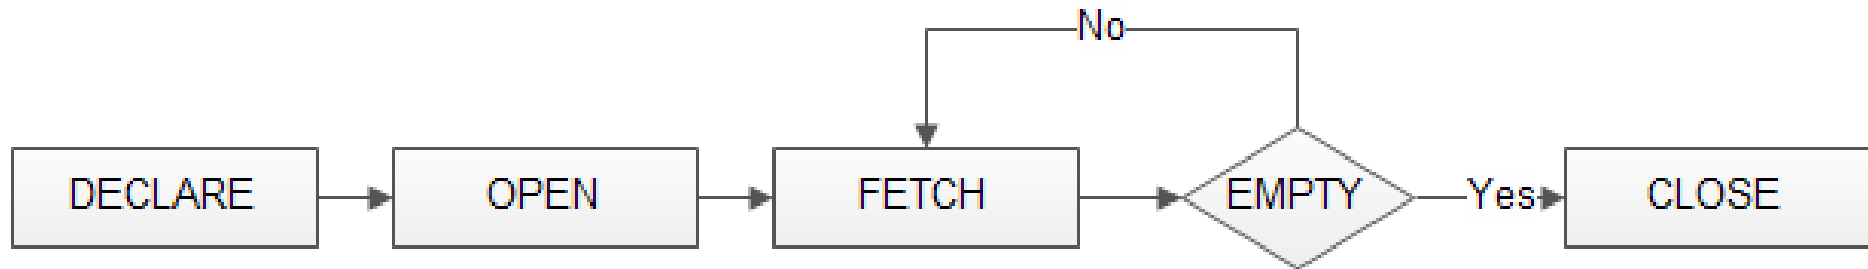 No
DECLARE
OPEN
FETCH
EMPTY
Yes
CLOSE